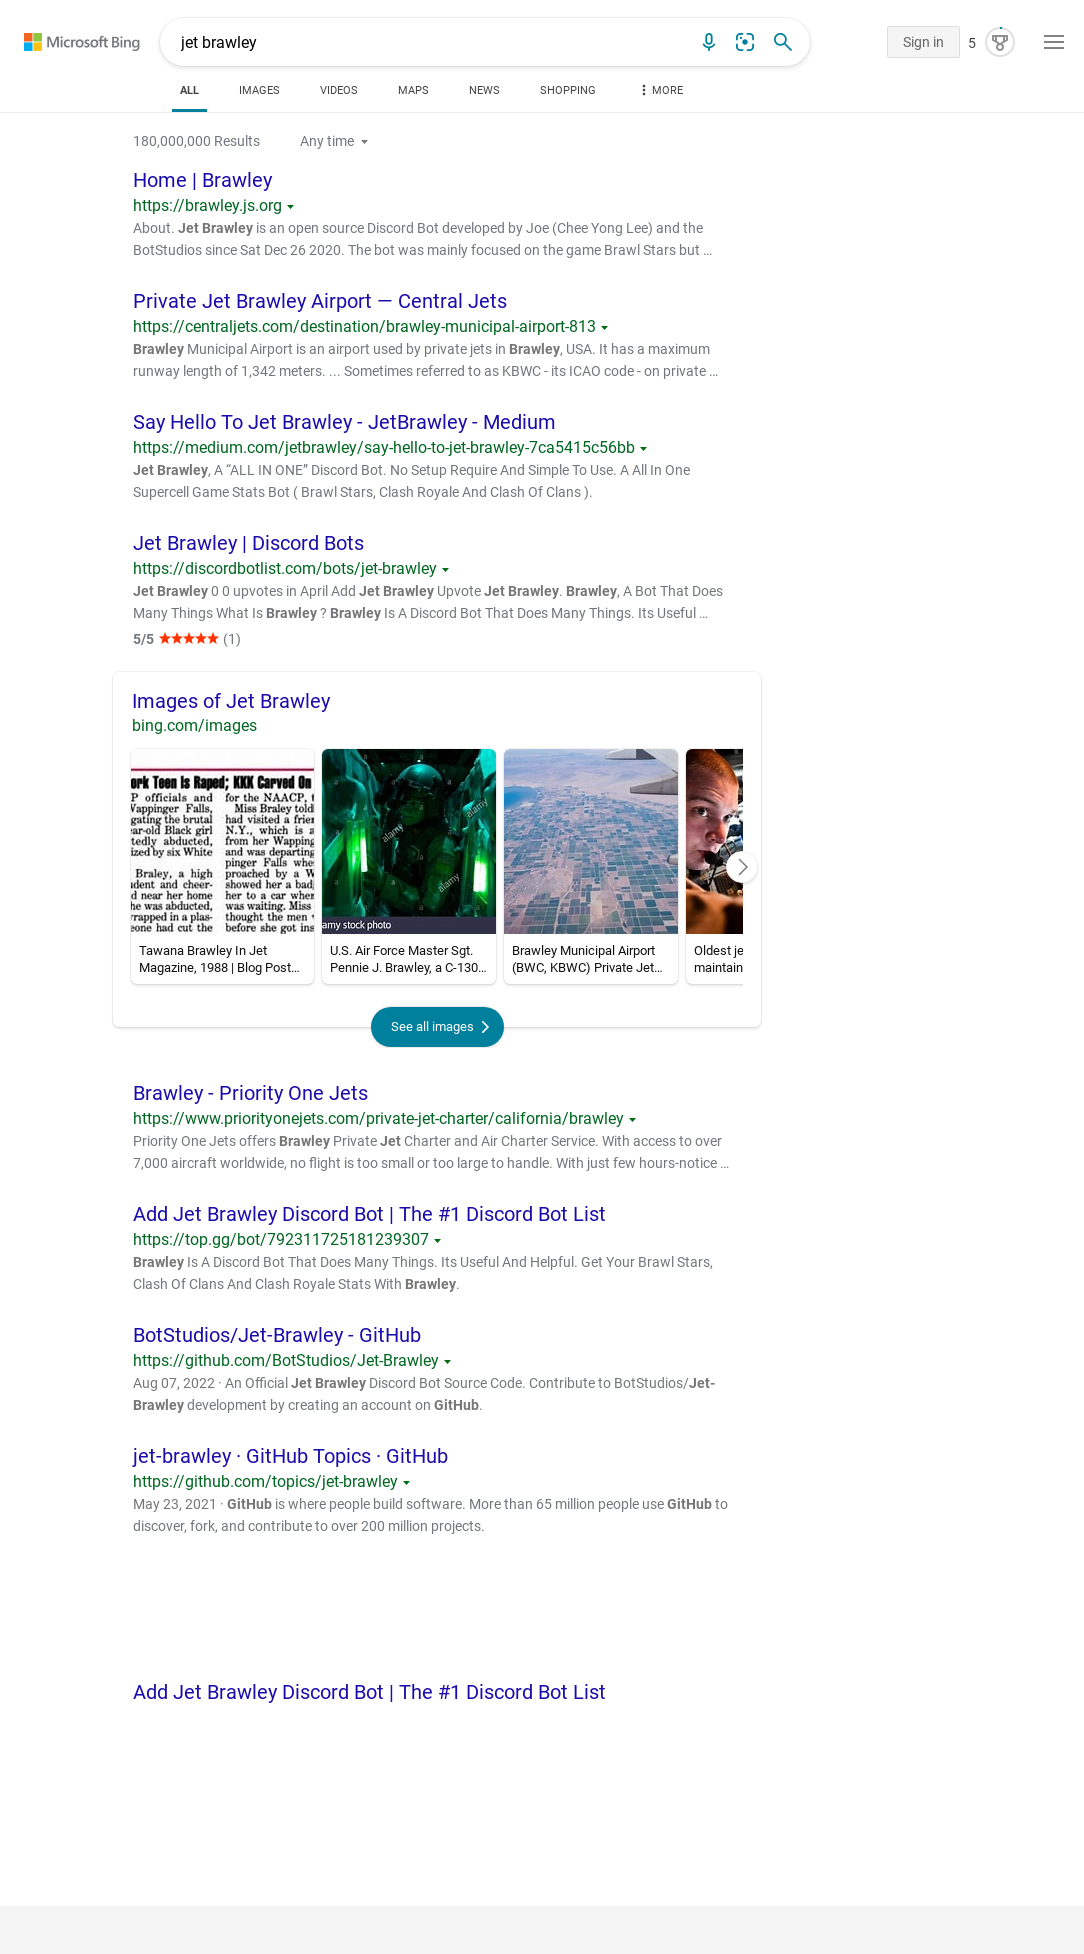 Microsoft Bing
jet brawley
Sign in
5
ALL
IMAGES
VIDEOS
MAPS
NEWS
SHOPPING
MORE
180,000,000 Results
Any time
Home | Brawley
https://brawley.js.org
About. Jet Brawley is an open source Discord Bot developed by Joe (Chee Yong Lee) and the
BotStudios since Sat Dec 26 2020. The bot was mainly focused on the game Brawl Stars but …
Private Jet Brawley Airport — Central Jets
https://centraljets.com/destination/brawley-municipal-airport-813
Brawley Municipal Airport is an airport used by private jets in Brawley, USA. It has a maximum
runway length of 1,342 meters. ... Sometimes referred to as KBWC - its ICAO code - on private …
Say Hello To Jet Brawley - JetBrawley - Medium
https://medium.com/jetbrawley/say-hello-to-jet-brawley-7ca5415c56bb
Jet Brawley, A “ALL IN ONE” Discord Bot. No Setup Require And Simple To Use. A All In One
Supercell Game Stats Bot ( Brawl Stars, Clash Royale And Clash Of Clans ).
Jet Brawley | Discord Bots
https://discordbotlist.com/bots/jet-brawley
Jet Brawley 0 0 upvotes in April Add Jet Brawley Upvote Jet Brawley. Brawley, A Bot That Does
Many Things What Is Brawley ? Brawley Is A Discord Bot That Does Many Things. Its Useful …
5/5 ★★★★★ (1)
Images of Jet Brawley
bing.com/images
ork Teen Is Raped; KKK Carved On
P officials and
Wappinger Falls,
gating the brutal
ear-old Black girl
tedly abducted,
ized by six White
Braley, a high
udent and cheer-
d near her home
he was abducted,
wrapped in a plas-
eone had cut the
for the NAACP, t
Miss Braley told
had visited a frien
N.Y., which is a
from her Wapping
and was departing
pinger Falls whe
proached by a W
showed her a bad
her to a car wher
was waiting. Miss
thought the men w
before she got ins
alamy
alamy
alamy
amy stock photo
Tawana Brawley In Jet
Magazine, 1988 | Blog Post…
U.S. Air Force Master Sgt.
Pennie J. Brawley, a C-130…
Brawley Municipal Airport
(BWC, KBWC) Private Jet…
Oldest je
maintain
See all images
Brawley - Priority One Jets
https://www.priorityonejets.com/private-jet-charter/california/brawley
Priority One Jets offers Brawley Private Jet Charter and Air Charter Service. With access to over
7,000 aircraft worldwide, no flight is too small or too large to handle. With just few hours-notice …
Add Jet Brawley Discord Bot | The #1 Discord Bot List
https://top.gg/bot/792311725181239307
Brawley Is A Discord Bot That Does Many Things. Its Useful And Helpful. Get Your Brawl Stars,
Clash Of Clans And Clash Royale Stats With Brawley.
BotStudios/Jet-Brawley - GitHub
https://github.com/BotStudios/Jet-Brawley
Aug 07, 2022 · An Official Jet Brawley Discord Bot Source Code. Contribute to BotStudios/Jet-
Brawley development by creating an account on GitHub.
jet-brawley · GitHub Topics · GitHub
https://github.com/topics/jet-brawley
May 23, 2021 · GitHub is where people build software. More than 65 million people use GitHub to
discover, fork, and contribute to over 200 million projects.
Add Jet Brawley Discord Bot | The #1 Discord Bot List